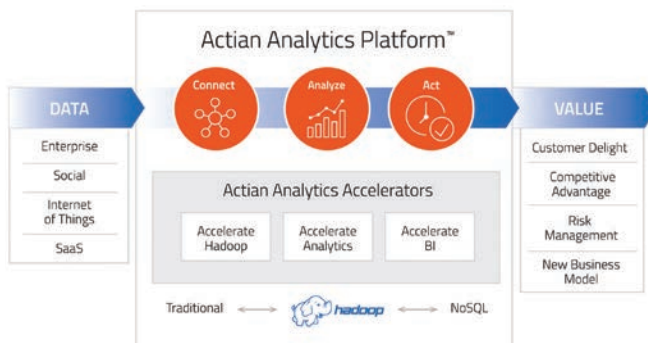 Actian Analytics Platform™
Connect
Analyze
Act
DATA
Enterprise
Social
Internet
of Things
SaaS
VALUE
Customer Delight
Competitive
Advantage
Risk
Management
New Business
Model
Actian Analytics Accelerators
Accelerate
Hadoop
Accelerate
Analytics
Accelerate
BI
Traditional
hadoop
NoSQL